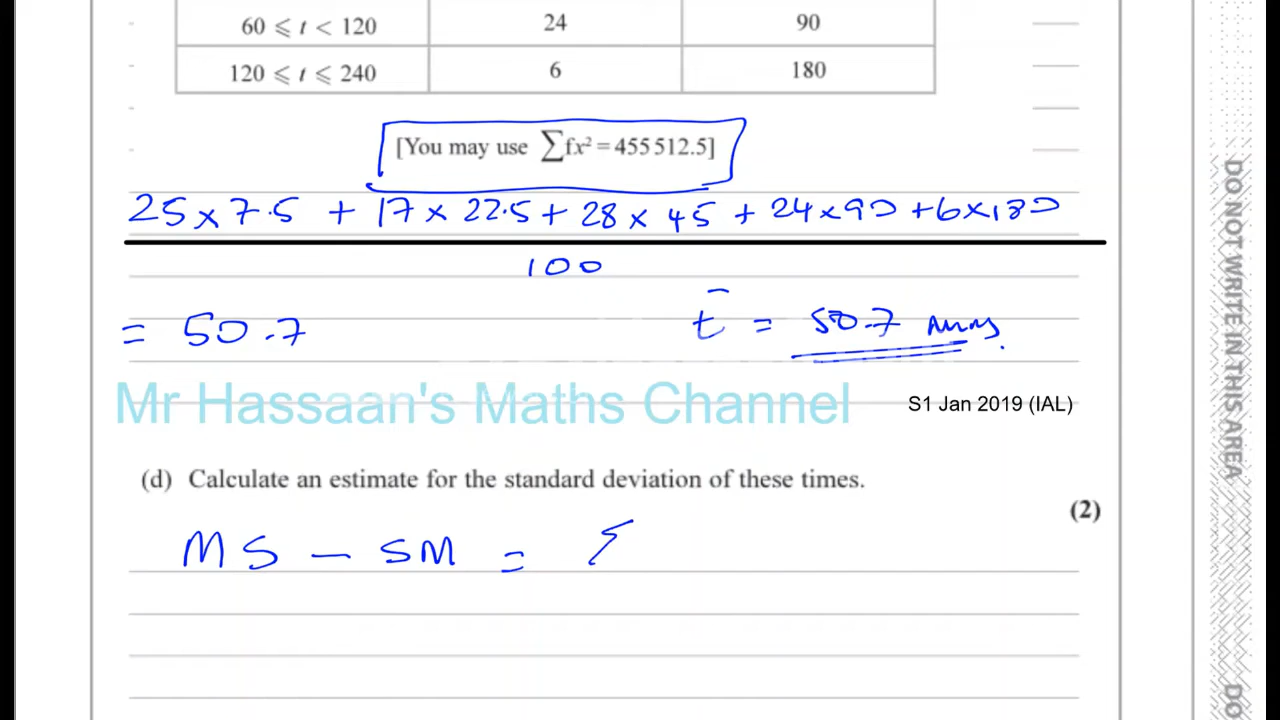 60 ⩽ t < 120 24 90
120 ⩽ t ⩽ 240 6 180
[You may use ∑fx² = 455 512.5]
25 × 7.5 + 17 × 22.5 + 28 × 45 + 24 × 90 + 6 × 180
100
= 50.7 t̄ = 50.7 mins.
Mr Hassaan's Maths Channel S1 Jan 2019 (IAL)
(d) Calculate an estimate for the standard deviation of these times.
(2)
MS – SM =
DO NOT WRITE IN THIS AREA
DO